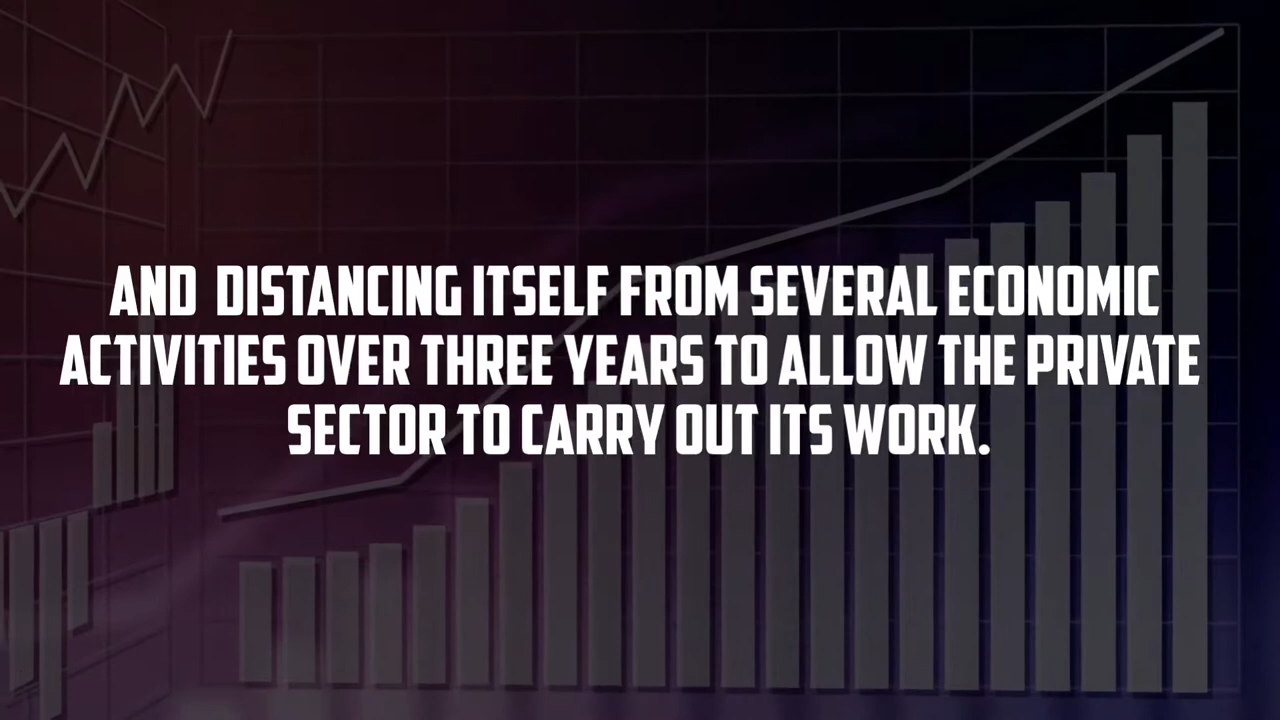 AND DISTANCING ITSELF FROM SEVERAL ECONOMIC
ACTIVITIES OVER THREE YEARS TO ALLOW THE PRIVATE
SECTOR TO CARRY OUT ITS WORK.